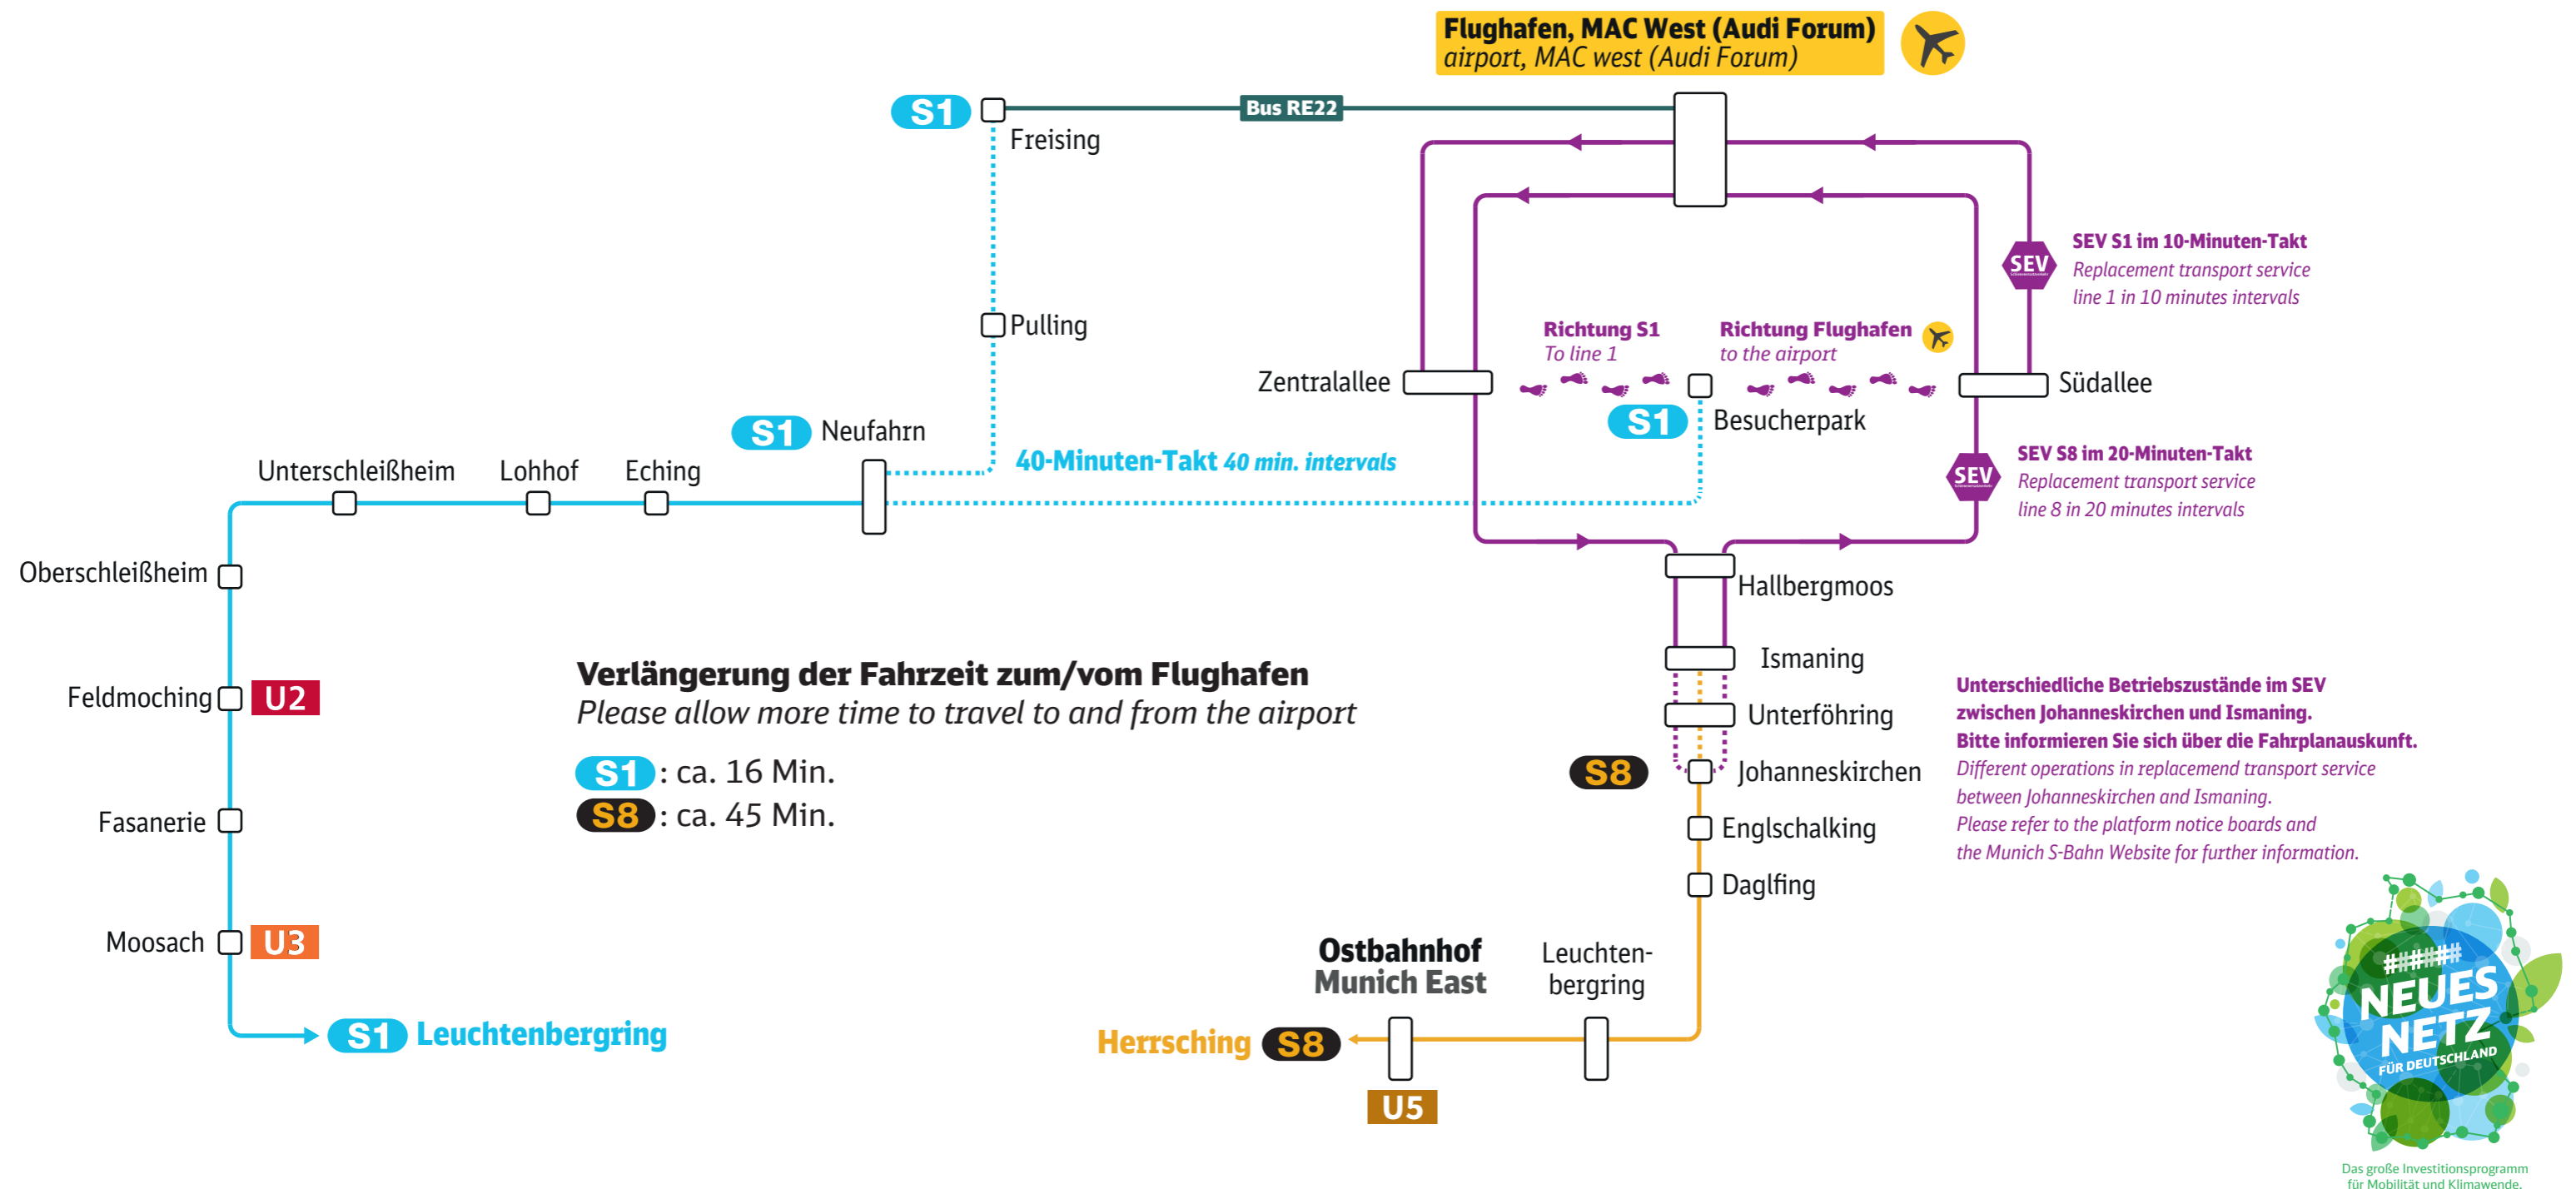 Flughafen, MAC West (Audi Forum)
airport, MAC west (Audi Forum)
S1
Freising
Bus RE22
Pulling
SEV S1 im 10-Minuten-Takt
Replacement transport service
line 1 in 10 minutes intervals
SEV
Richtung S1
To line 1
Richtung Flughafen
to the airport
Zentralallee
Südallee
S1
Besucherpark
S1
Neufahrn
40-Minuten-Takt 40 min. intervals
Unterschleißheim
Lohhof
Eching
SEV S8 im 20-Minuten-Takt
Replacement transport service
line 8 in 20 minutes intervals
SEV
Oberschleißheim
Hallbergmoos
Ismaning
Unterföhring
S8
Johanneskirchen
Englschalking
Daglfing
Feldmoching
U2
Fasanerie
Moosach
U3
S1 Leuchtenbergring
Verlängerung der Fahrzeit zum/vom Flughafen
Please allow more time to travel to and from the airport
S1 : ca. 16 Min.
S8 : ca. 45 Min.
Unterschiedliche Betriebszustände im SEV
zwischen Johanneskirchen und Ismaning.
Bitte informieren Sie sich über die Fahrplanauskunft.
Different operations in replacemend transport service
between Johanneskirchen and Ismaning.
Please refer to the platform notice boards and
the Munich S-Bahn Website for further information.
Ostbahnhof
Munich East
Leuchten-
bergring
Herrsching S8
U5
######
NEUES
NETZ
FÜR DEUTSCHLAND
Das große Investitionsprogramm
für Mobilität und Klimawende.